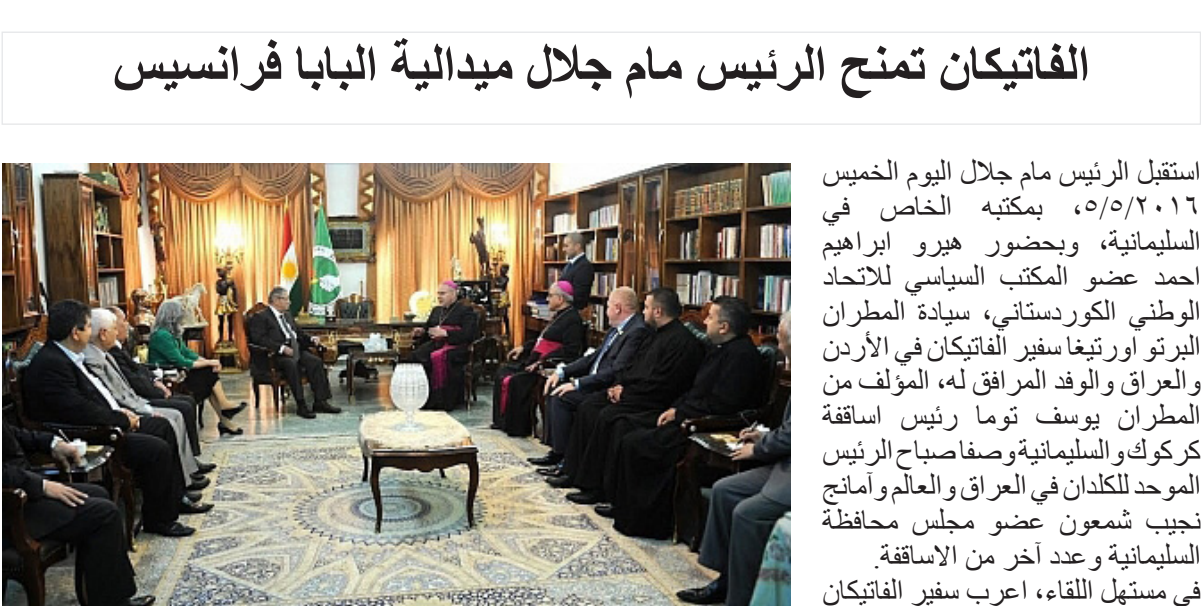 الفاتيكان تمنح الرئيس مام جلال ميدالية البابا فرانسيس
استقبل الرئيس مام جلال اليوم الخميس
٥/٥/٢٠١٦، بمكتبه الخاص في
السليمانية، وبحضور هيرو ابراهيم
احمد عضو المكتب السياسي للاتحاد
الوطني الكوردستاني، سيادة المطران
البرتو اورتيغا سفير الفاتيكان في الأردن
والعراق والوفد المرافق له، المؤلف من
المطران يوسف توما رئيس اساقفة
كركوك والسليمانية وصفا صباح الرئيس
الموحد للكلدان في العراق والعالم وآمانج
نجيب شمعون عضو مجلس محافظة
السليمانية وعدد آخر من الاساقفة.
في مستهل اللقاء، اعرب سفير الفاتيكان